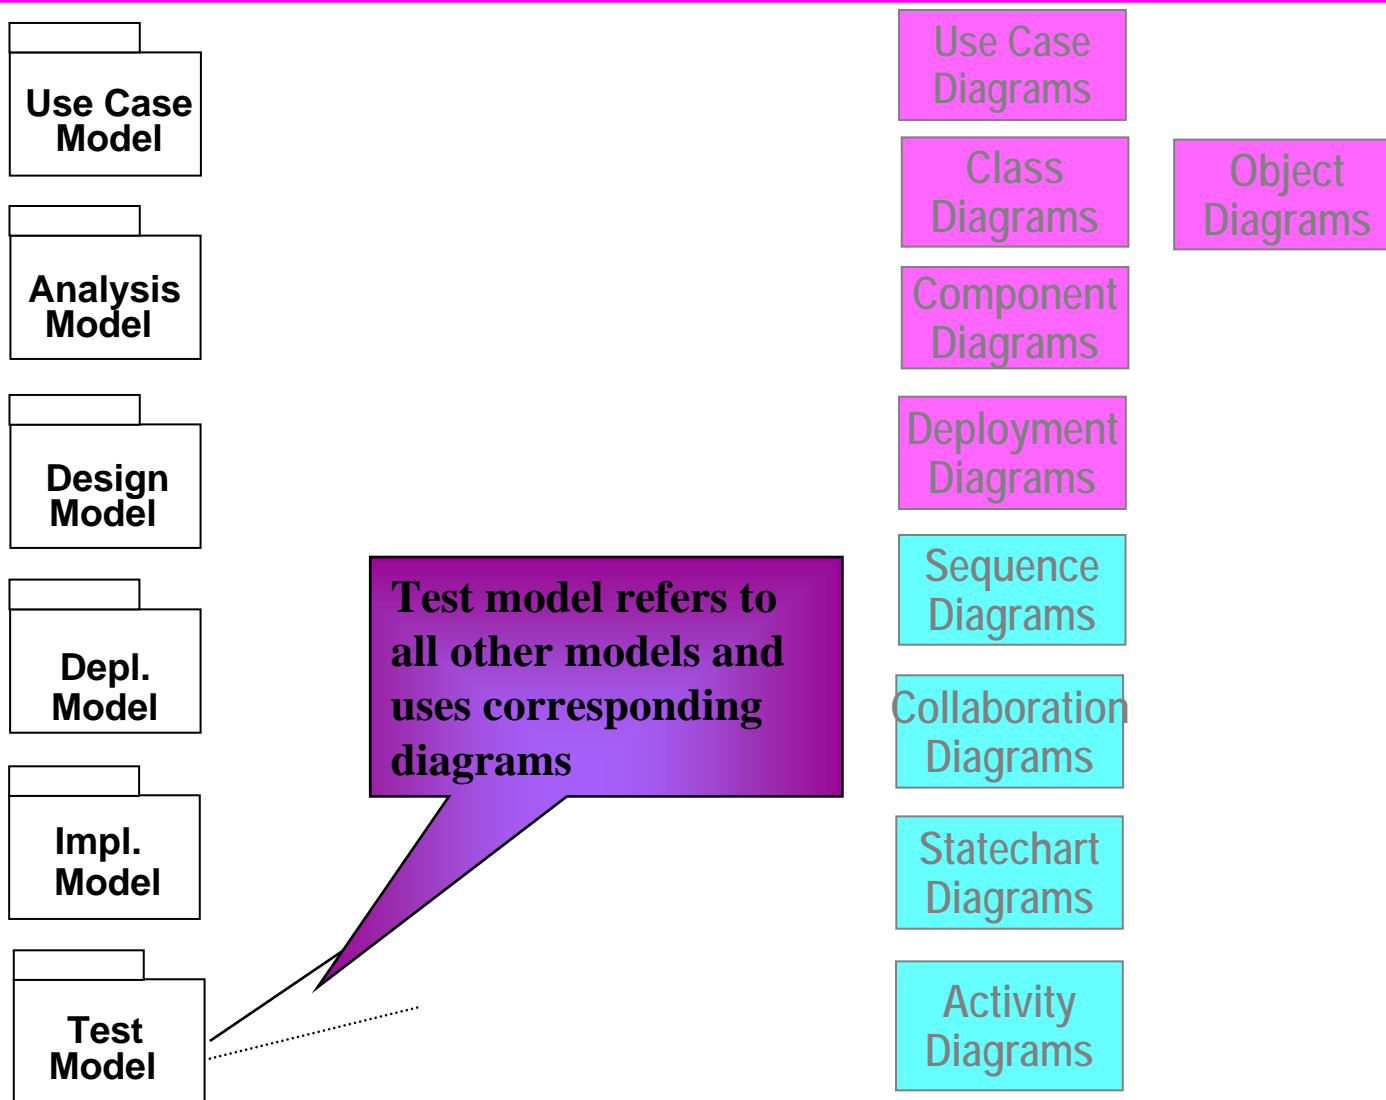 Use Case
Model
Analysis
Model
Design
Model
Depl.
Model
Impl.
Model
Test
Model
Test model refers to
all other models and
uses corresponding
diagrams
Use Case
Diagrams
Class
Diagrams
Object
Diagrams
Component
Diagrams
Deployment
Diagrams
Sequence
Diagrams
Collaboration
Diagrams
Statechart
Diagrams
Activity
Diagrams